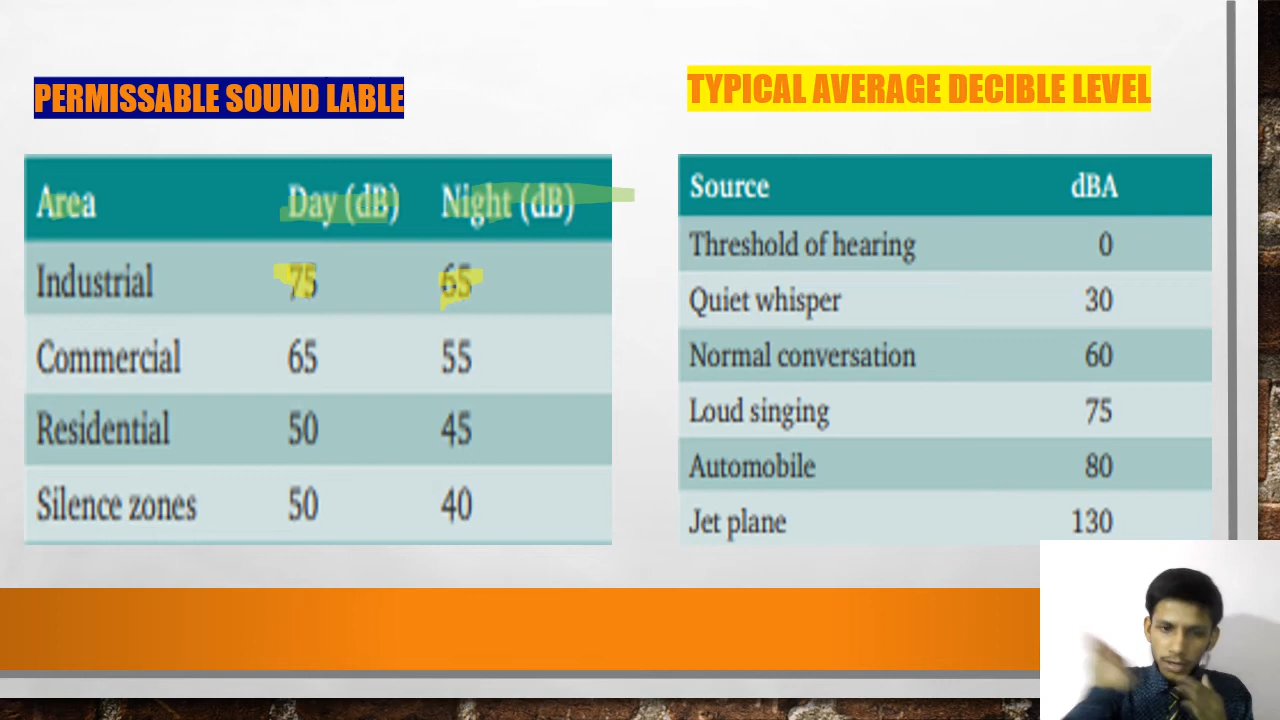 PERMISSABLE SOUND LABLE
Area Day (dB) Night (dB)
Industrial 75 65
Commercial 65 55
Residential 50 45
Silence zones 50 40
TYPICAL AVERAGE DECIBLE LEVEL
Source dBA
Threshold of hearing 0
Quiet whisper 30
Normal conversation 60
Loud singing 75
Automobile 80
Jet plane 130